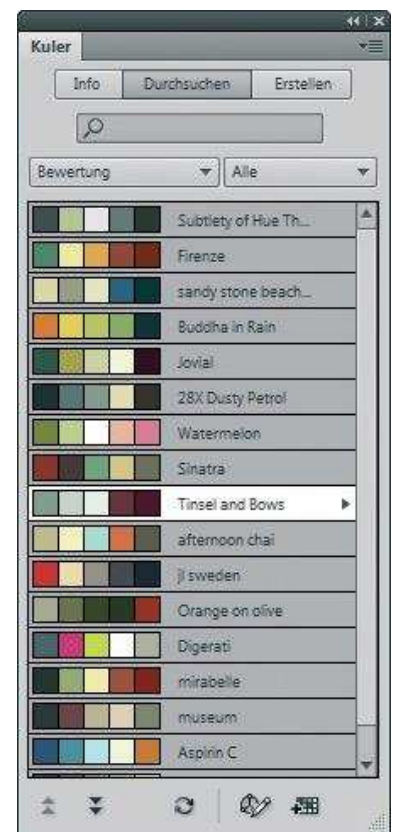 Kuler
Info Durchsuchen Erstellen
Bewertung Alle
Subtlety of Hue Th...
Firenze
sandy stone beach...
Buddha in Rain
Jovial
28X Dusty Petrol
Watermelon
Sinatra
Tinsel and Bows
afternoon chai
jl sweden
Orange on olive
Digerati
mirabelle
museum
Aspirin C